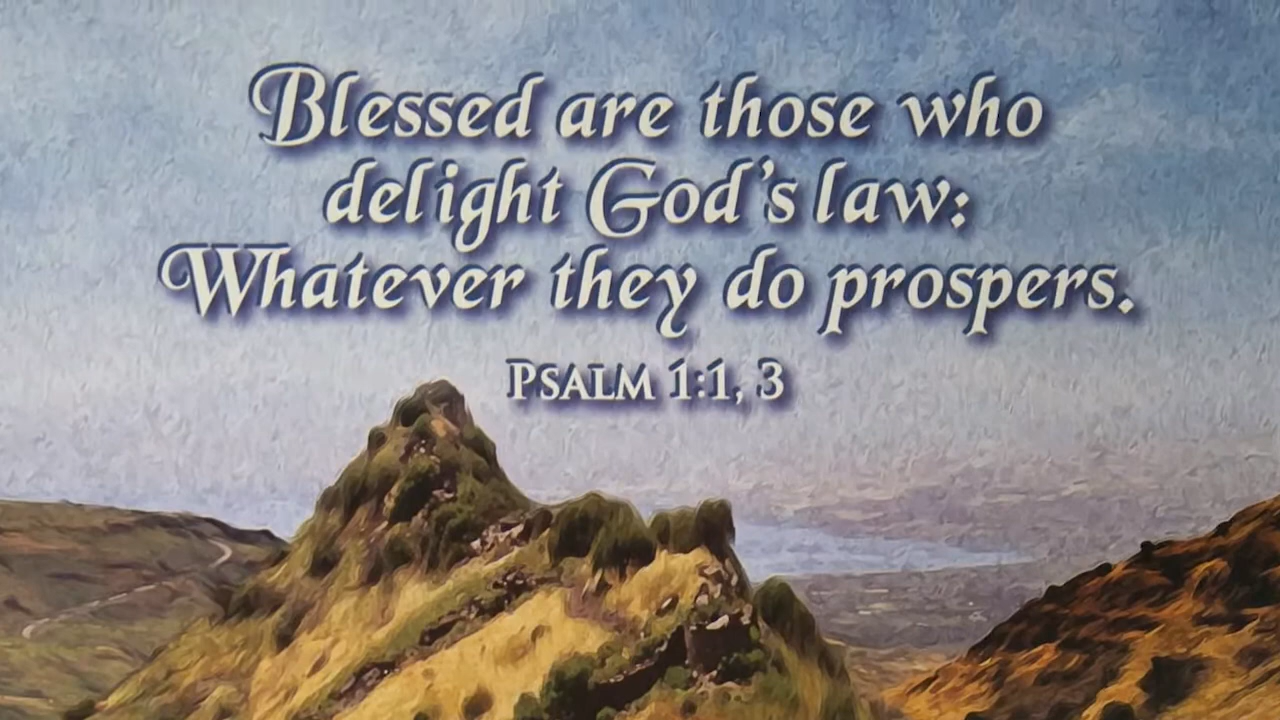 Blessed are those who
delight God's law:
Whatever they do prospers.
Psalm 1:1, 3